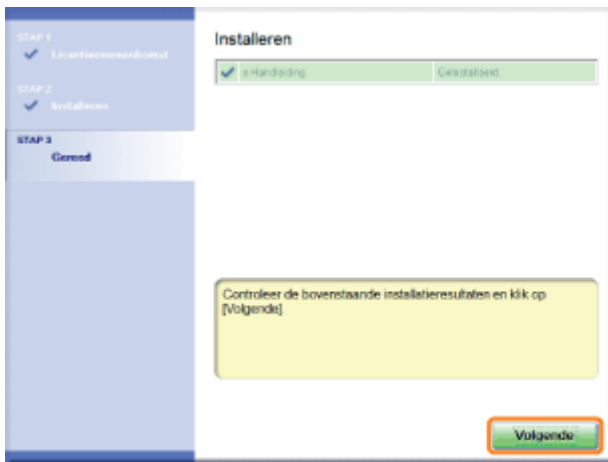 STAP 1
Licentieovereenkomst
STAP 2
Installeren
STAP 3
Gereed
Installeren
e-Handleiding Geïnstalleerd.
Controleer de bovenstaande installatieresultaten en klik op
[Volgende].
Volgende